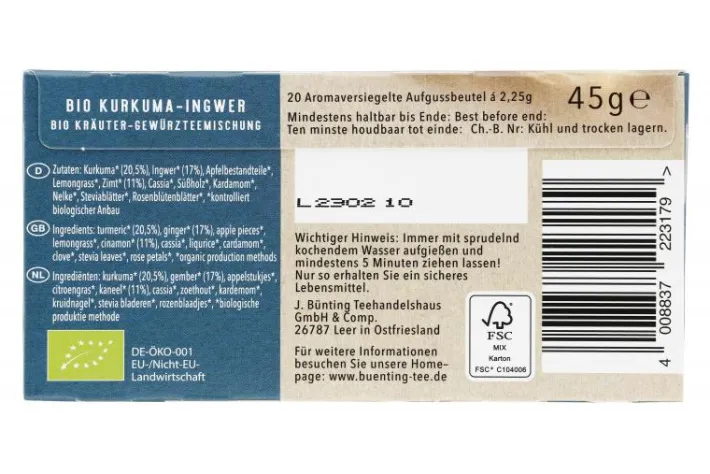 BIO KURKUMA-INGWER
BIO KRÄUTER-GEWÜRZTEEMISCHUNG
D
Zutaten: Kurkuma* (20,5%), Ingwer* (17%), Apfelbestandteile*,
Lemongrass*, Zimt* (11%), Cassia*, Süßholz*, Kardamom*,
Nelke*, Steviablätter*, Rosenblütenblätter*. *kontrolliert
biologischer Anbau
GB
Ingredients: turmeric* (20,5%), ginger* (17%), apple pieces*,
lemongrass*, cinamon* (11%), cassia*, liqurice*, cardamom*,
clove*, stevia leaves*, rose petals*, *organic production methods
NL
Ingrediënten: kurkuma* (20,5%), gember* (17%), appelstukjes*,
citroengras*, kaneel* (11%), cassia*, zoethout*, kardemom*,
kruidnagel*, stevia bladeren*, rozenblaadjes*, *biologische
produktie methode
DE-ÖKO-001
EU-/Nicht-EU-
Landwirtschaft
20 Aromaversiegelte Aufgussbeutel á 2,25g
45g e
Mindestens haltbar bis Ende: Best before end:
Ten minste houdbaar tot einde: Ch.-B. Nr: Kühl und trocken lagern.
L 2302 10
Wichtiger Hinweis: Immer mit sprudelnd
kochendem Wasser aufgießen und
mindestens 5 Minuten ziehen lassen!
Nur so erhalten Sie ein sicheres
Lebensmittel.
J. Bünting Teehandelshaus
GmbH & Comp.
26787 Leer in Ostfriesland
Für weitere Informationen
besuchen Sie unsere Home-
page: www.buenting-tee.de
FSC
MIX
Karton
FSC® C104006
4 008837 223179 >